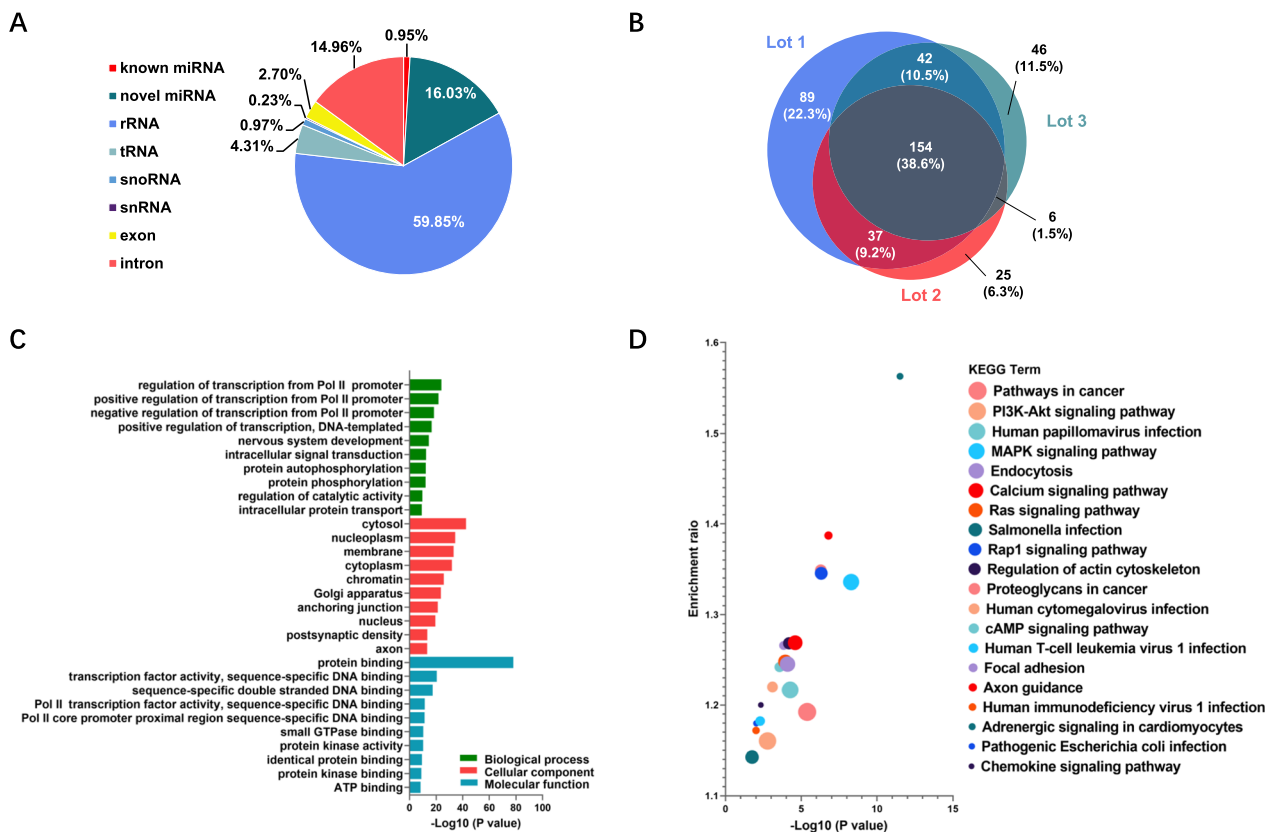 A
known miRNA
novel miRNA
rRNA
tRNA
snoRNA
snRNA
exon
intron
0.95%
14.96%
2.70%
0.23%
0.97%
4.31%
16.03%
59.85%
B
Lot 1
Lot 3
Lot 2
42
(10.5%)
46
(11.5%)
89
(22.3%)
154
(38.6%)
6
(1.5%)
37
(9.2%)
25
(6.3%)
C
regulation of transcription from Pol II promoter
positive regulation of transcription from Pol II promoter
negative regulation of transcription from Pol II promoter
positive regulation of transcription, DNA-templated
nervous system development
intracellular signal transduction
protein autophosphorylation
protein phosphorylation
regulation of catalytic activity
intracellular protein transport
cytosol
nucleoplasm
membrane
cytoplasm
chromatin
Golgi apparatus
anchoring junction
nucleus
postsynaptic density
axon
protein binding
transcription factor activity, sequence-specific DNA binding
sequence-specific double stranded DNA binding
Pol II transcription factor activity, sequence-specific DNA binding
Pol II core promoter proximal region sequence-specific DNA binding
small GTPase binding
protein kinase activity
identical protein binding
protein kinase binding
ATP binding
Biological process
Cellular component
Molecular function
0 20 40 60 80 100
-Log10 (P value)
D
1.6
1.5
1.4
1.3
1.2
1.1
Enrichment raio
0 5 10 15
-Log10 (P value)
KEGG Term
Pathways in cancer
PI3K-Akt signaling pathway
Human papillomavirus infection
MAPK signaling pathway
Endocytosis
Calcium signaling pathway
Ras signaling pathway
Salmonella infection
Rap1 signaling pathway
Regulation of actin cytoskeleton
Proteoglycans in cancer
Human cytomegalovirus infection
cAMP signaling pathway
Human T-cell leukemia virus 1 infection
Focal adhesion
Axon guidance
Human immunodeficiency virus 1 infection
Adrenergic signaling in cardiomyocytes
Pathogenic Escherichia coli infection
Chemokine signaling pathway